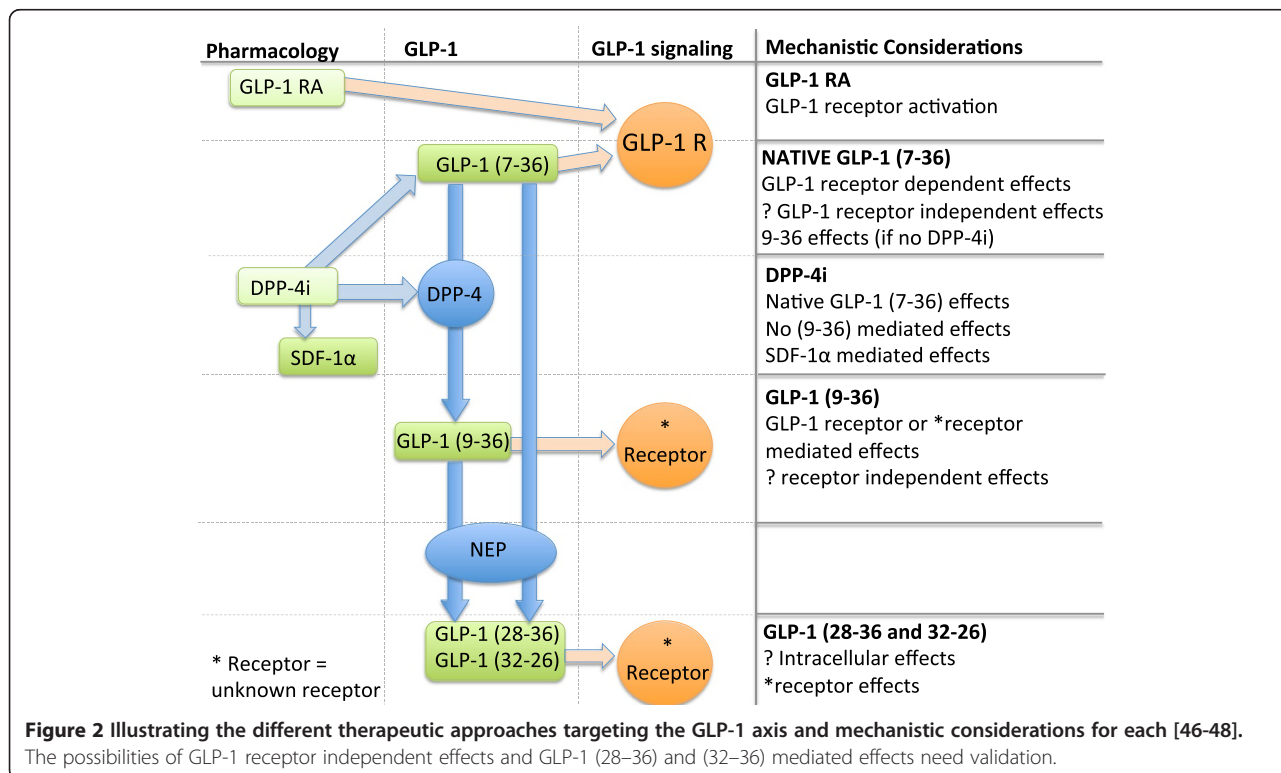 Pharmacology
GLP-1
GLP-1 signaling
Mechanistic Considerations
GLP-1 RA
GLP-1 R
GLP-1 RA
GLP-1 receptor activation
GLP-1 (7-36)
NATIVE GLP-1 (7-36)
GLP-1 receptor dependent effects
? GLP-1 receptor independent effects
9-36 effects (if no DPP-4i)
DPP-4i
DPP-4
SDF-1α
DPP-4i
Native GLP-1 (7-36) effects
No (9-36) mediated effects
SDF-1α mediated effects
GLP-1 (9-36)
*
Receptor
GLP-1 (9-36)
GLP-1 receptor or *receptor
mediated effects
? receptor independent effects
NEP
* Receptor =
unknown receptor
GLP-1 (28-36)
GLP-1 (32-26)
*
Receptor
GLP-1 (28-36 and 32-26)
? Intracellular effects
*receptor effects
Figure 2 Illustrating the different therapeutic approaches targeting the GLP-1 axis and mechanistic considerations for each [46-48].
The possibilities of GLP-1 receptor independent effects and GLP-1 (28–36) and (32–36) mediated effects need validation.